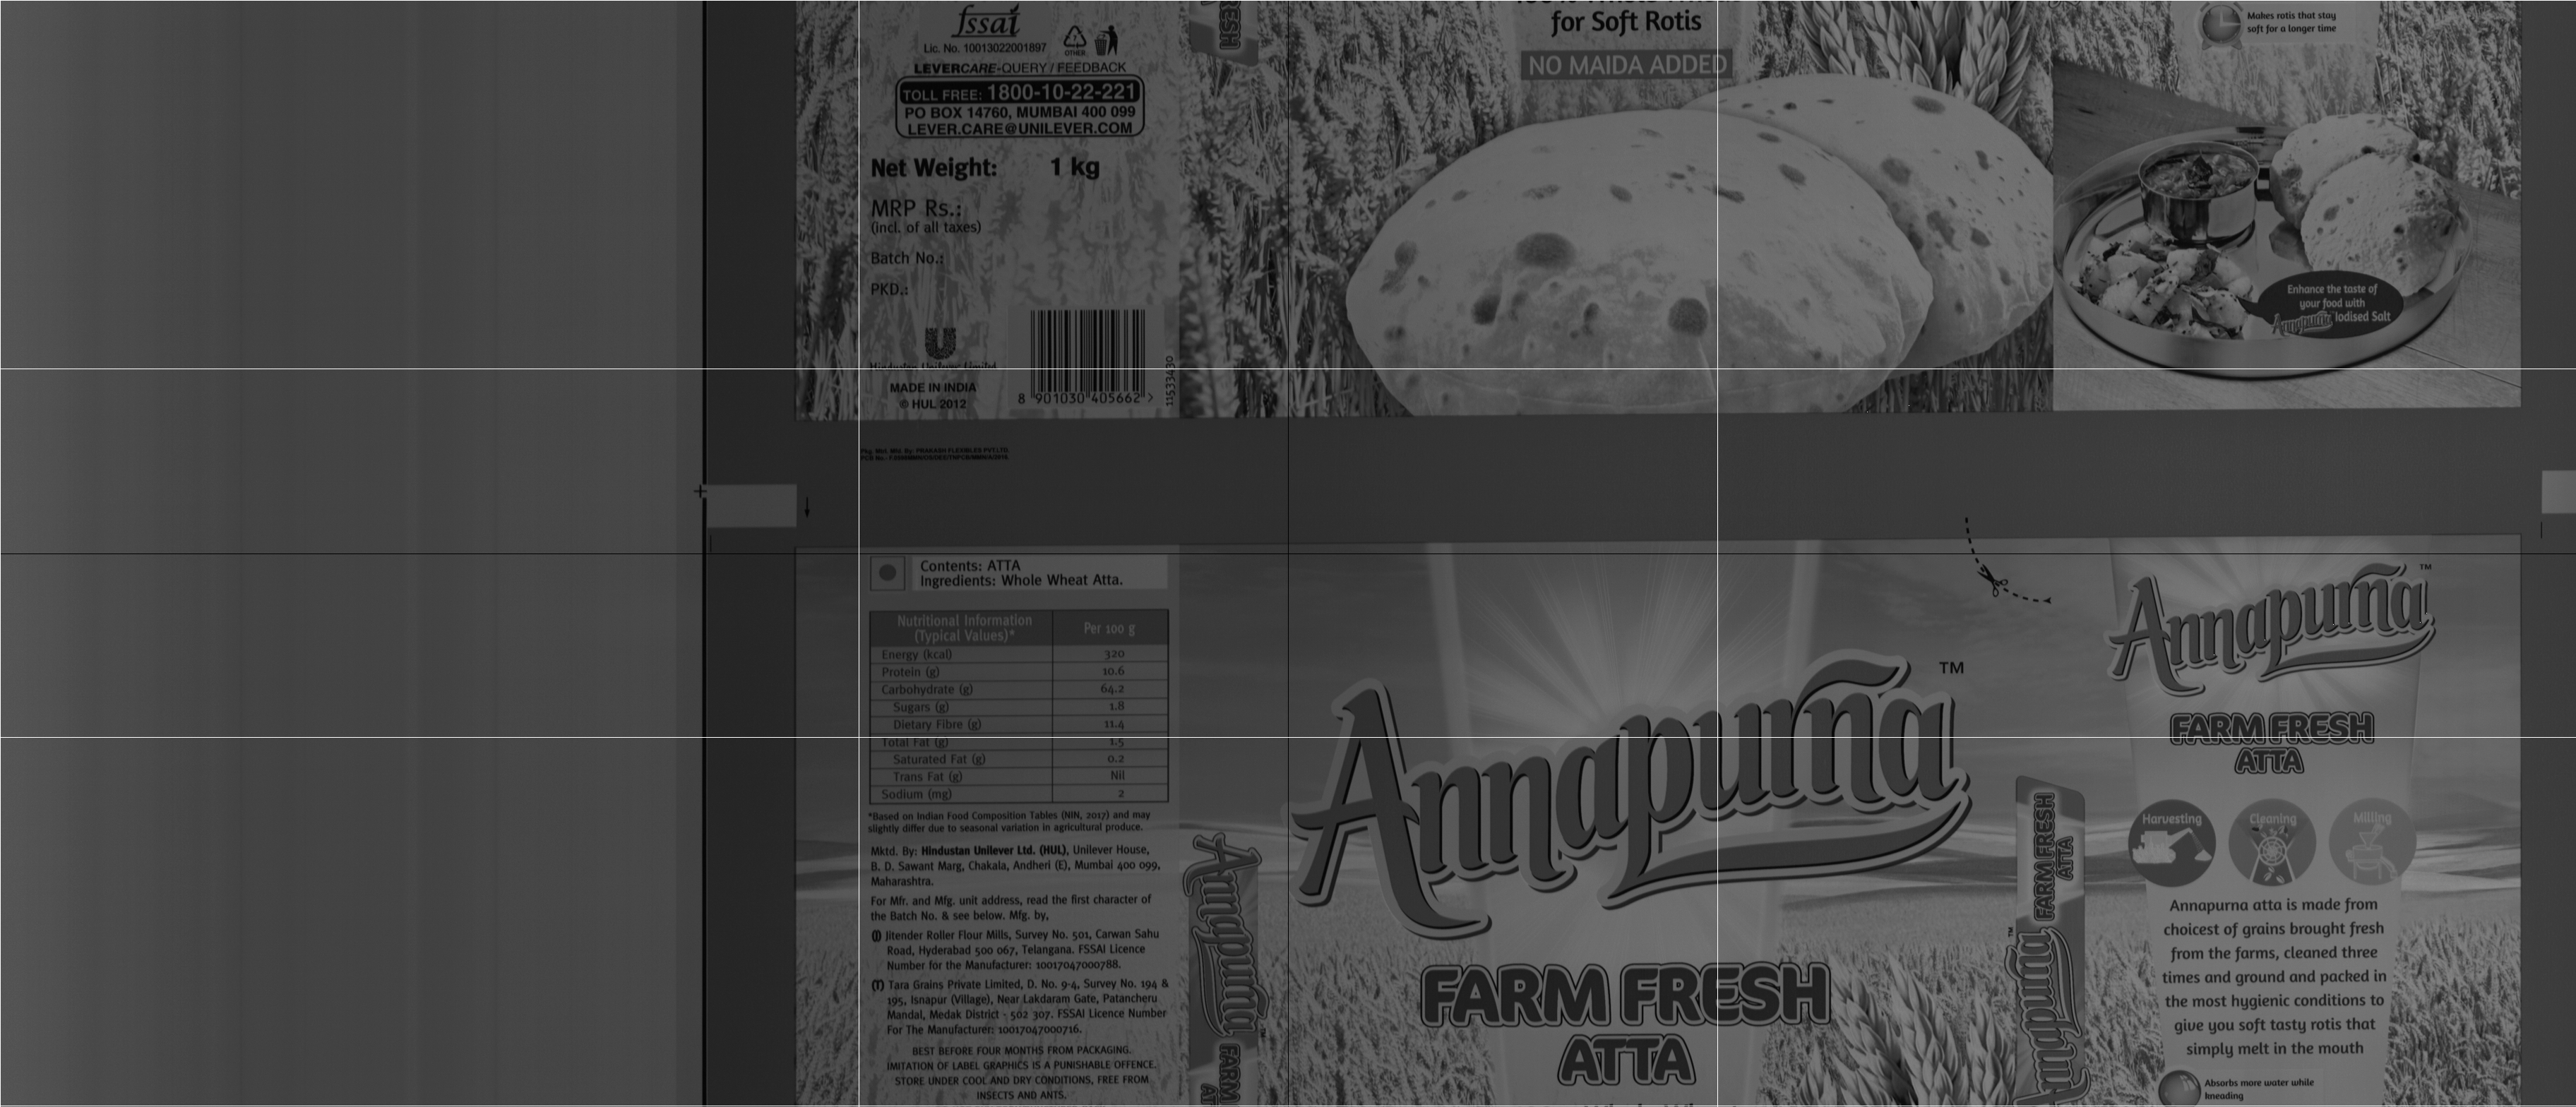 fssai
Lic. No. 10013022001897
OTHER
LEVERCARE-QUERY / FEEDBACK
TOLL FREE: 1800-10-22-221
PO BOX 14760, MUMBAI 400 099
LEVER.CARE@UNILEVER.COM
Net Weight: 1 kg
MRP Rs.:
(incl. of all taxes)
Batch No.:
PKD.:
Hindustan Unilever Limited
MADE IN INDIA
© HUL 2012
8 901030 405662 >
11533430
RESH
for Soft Rotis
NO MAIDA ADDED
Makes rotis that stay
soft for a longer time
Enhance the taste of
your food with
Annapurna Iodised Salt
Pkg. Mtrl. Mfd. By: PRAKASH FLEXIBLES PVT.LTD.
Contents: ATTA
Ingredients: Whole Wheat Atta.
Nutritional Information
(Typical Values)*
Per 100 g
Energy (kcal) 320
Protein (g) 10.6
Carbohydrate (g) 64.2
Sugars (g) 1.8
Dietary Fibre (g) 11.4
Total Fat (g) 1.5
Saturated Fat (g) 0.2
Trans Fat (g) Nil
Sodium (mg) 2
*Based on Indian Food Composition Tables (NIN, 2017) and may
slightly differ due to seasonal variation in agricultural produce.
Mktd. By: Hindustan Unilever Ltd. (HUL), Unilever House,
B. D. Sawant Marg, Chakala, Andheri (E), Mumbai 400 099,
Maharashtra.
For Mfr. and Mfg. unit address, read the first character of
the Batch No. & see below. Mfg. by,
(J) Jitender Roller Flour Mills, Survey No. 501, Carwan Sahu
Road, Hyderabad 500 067, Telangana. FSSAI Licence
Number for the Manufacturer: 10017047000788.
(T) Tara Grains Private Limited, D. No. 9-4, Survey No. 194 &
195, Isnapur (Village), Near Lakdaram Gate, Patancheru
Mandal, Medak District - 502 307. FSSAI Licence Number
For The Manufacturer: 10017047000716.
BEST BEFORE FOUR MONTHS FROM PACKAGING.
IMITATION OF LABEL GRAPHICS IS A PUNISHABLE OFFENCE.
STORE UNDER COOL AND DRY CONDITIONS, FREE FROM
INSECTS AND ANTS.
Annapurna
FARM
Annapurna TM
FARM FRESH
ATTA
Annapurna TM
FARM FRESH
ATTA
Annapurna TM
FARM FRESH
ATTA
Harvesting
Cleaning
Milling
Annapurna atta is made from
choicest of grains brought fresh
from the farms, cleaned three
times and ground and packed in
the most hygienic conditions to
give you soft tasty rotis that
simply melt in the mouth
Absorbs more water while
kneading